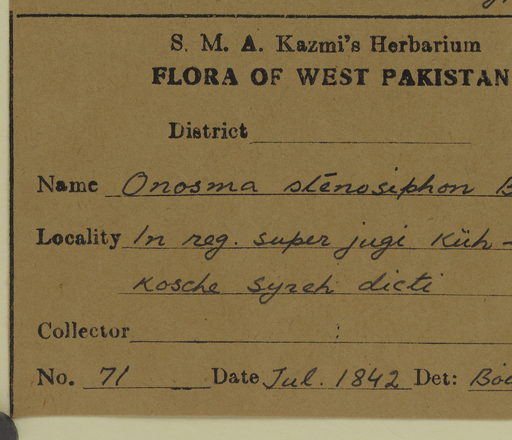 S. M. A. Kazmi's Herbarium
FLORA OF WEST PAKISTAN
District
Name Onosma stenosiphon B
Locality In reg. super jugi Küh-
Kosche Syreh dicti
Collector
No. 71 Date Jul. 1842 Det: